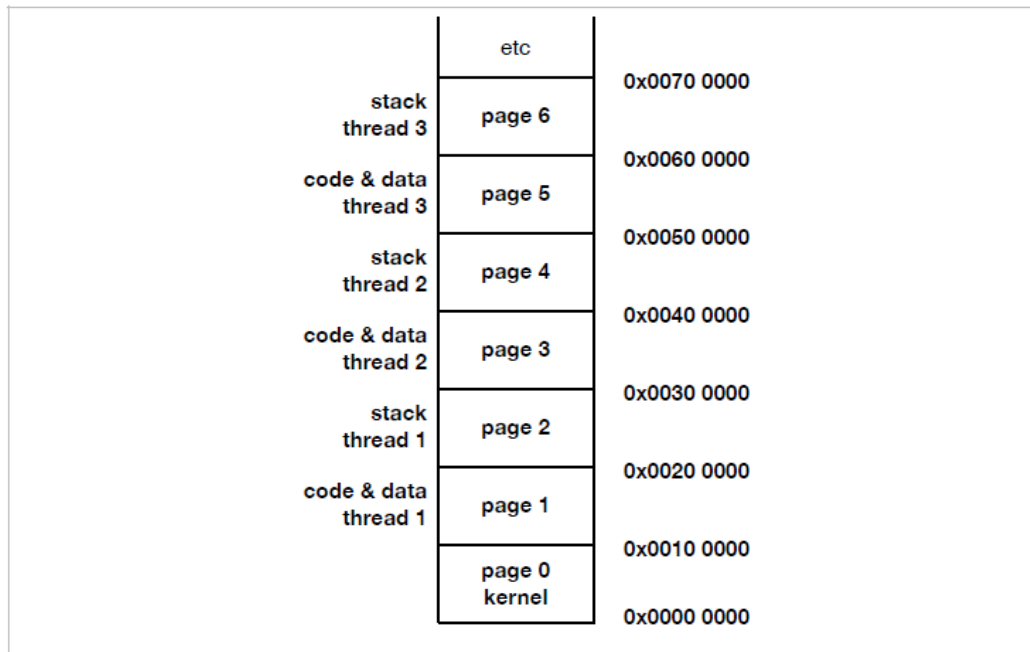 etc
0x0070 0000
stack
thread 3
page 6
0x0060 0000
code & data
thread 3
page 5
0x0050 0000
stack
thread 2
page 4
0x0040 0000
code & data
thread 2
page 3
0x0030 0000
stack
thread 1
page 2
0x0020 0000
code & data
thread 1
page 1
0x0010 0000
page 0
kernel
0x0000 0000